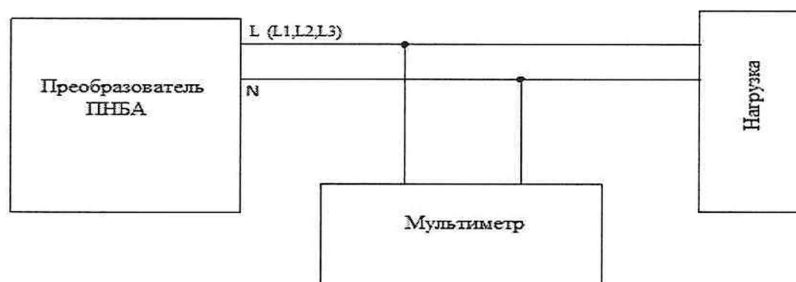 L (L1,L2,L3)
Преобразователь
ПНБА
N
Мультиметр
Нагрузка